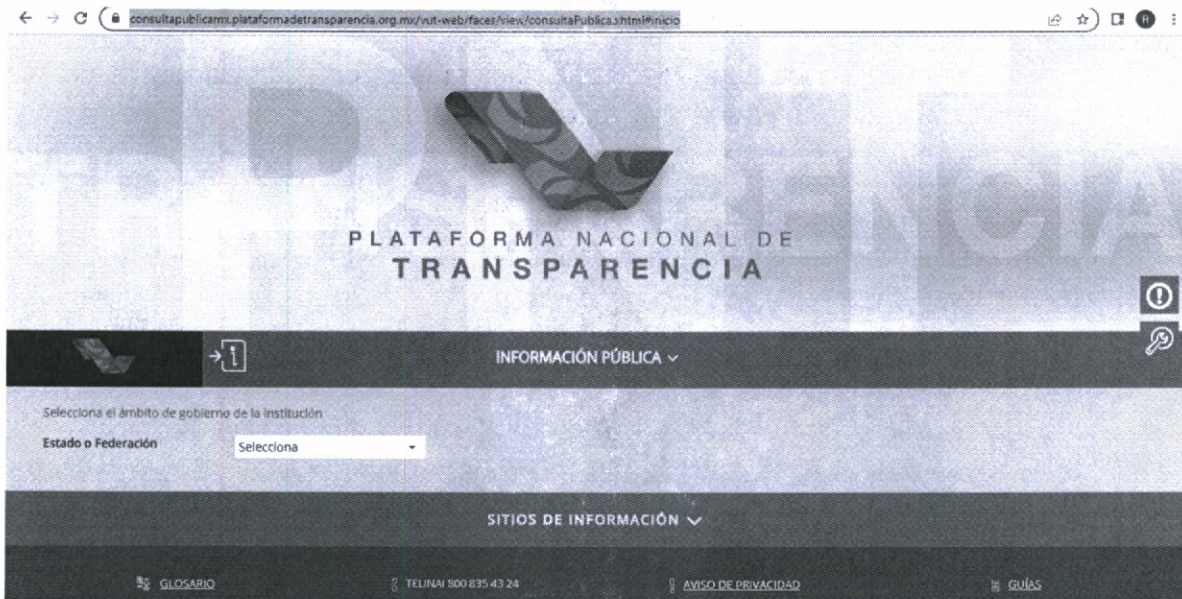 consultapublicamx.plataformadetransparencia.org.mx/vut-web/faces/view/consultaPublica.xhtml#inicio
R
PLATAFORMA NACIONAL DE
TRANSPARENCIA
INFORMACIÓN PÚBLICA
Selecciona el ámbito de gobierno de la institución
Estado o Federación
Selecciona
SITIOS DE INFORMACIÓN
GLOSARIO
TELINAI 800 835 43 24
AVISO DE PRIVACIDAD
GUÍAS